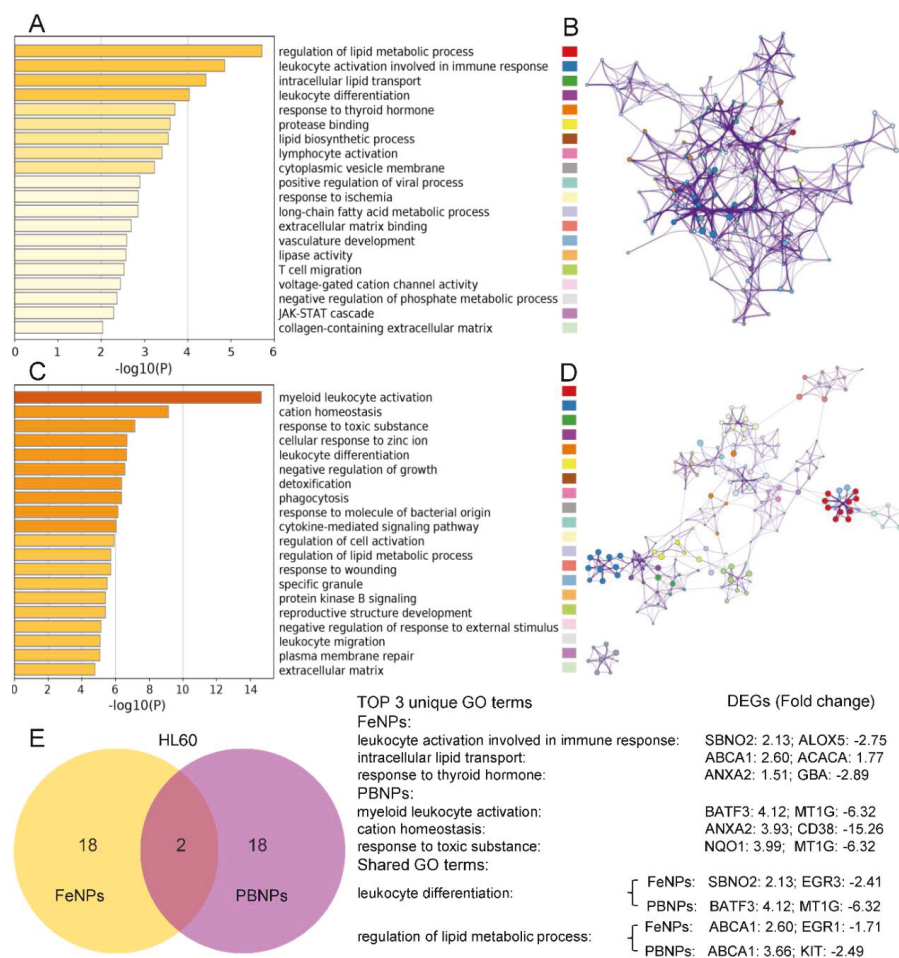 A
B
regulation of lipid metabolic process
leukocyte activation involved in immune response
intracellular lipid transport
leukocyte differentiation
response to thyroid hormone
protease binding
lipid biosynthetic process
lymphocyte activation
cytoplasmic vesicle membrane
positive regulation of viral process
response to ischemia
long-chain fatty acid metabolic process
extracellular matrix binding
vasculature development
lipase activity
T cell migration
voltage-gated cation channel activity
negative regulation of phosphate metabolic process
JAK-STAT cascade
collagen-containing extracellular matrix
0 1 2 3 4 5 6
-log10(P)
C
D
myeloid leukocyte activation
cation homeostasis
response to toxic substance
cellular response to zinc ion
leukocyte differentiation
negative regulation of growth
detoxification
phagocytosis
response to molecule of bacterial origin
cytokine-mediated signaling pathway
regulation of cell activation
regulation of lipid metabolic process
response to wounding
specific granule
protein kinase B signaling
reproductive structure development
negative regulation of response to external stimulus
leukocyte migration
plasma membrane repair
extracellular matrix
0 2 4 6 8 10 12 14
-log10(P)
E
HL60
18 2 18
FeNPs PBNPs
TOP 3 unique GO terms DEGs (Fold change)
FeNPs:
leukocyte activation involved in immune response: SBNO2: 2.13; ALOX5: -2.75
intracellular lipid transport: ABCA1: 2.60; ACACA: 1.77
response to thyroid hormone: ANXA2: 1.51; GBA: -2.89
PBNPs:
myeloid leukocyte activation: BATF3: 4.12; MT1G: -6.32
cation homeostasis: ANXA2: 3.93; CD38: -15.26
response to toxic substance: NQO1: 3.99; MT1G: -6.32
Shared GO terms:
leukocyte differentiation:
FeNPs: SBNO2: 2.13; EGR3: -2.41
PBNPs: BATF3: 4.12; MT1G: -6.32
regulation of lipid metabolic process:
FeNPs: ABCA1: 2.60; EGR1: -1.71
PBNPs: ABCA1: 3.66; KIT: -2.49